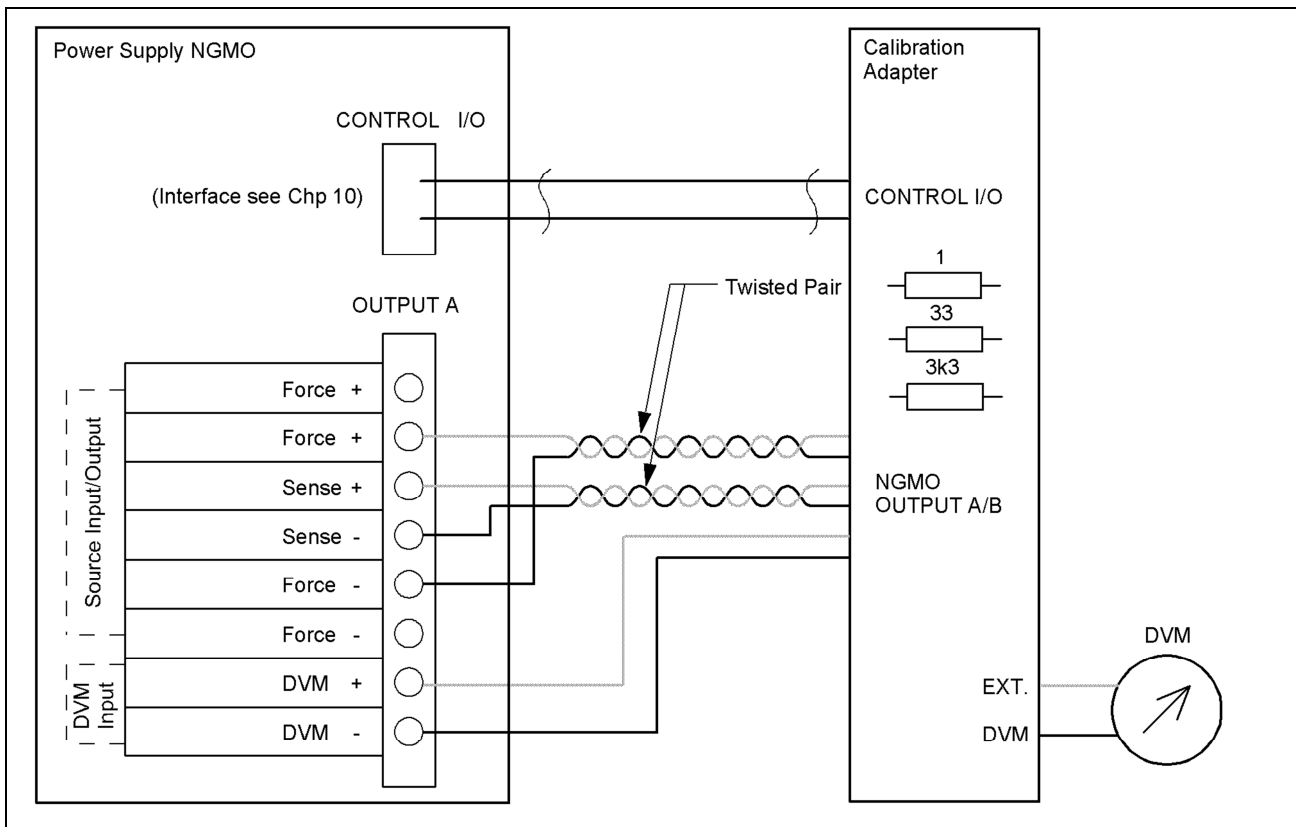 Power Supply NGMO
CONTROL I/O
(Interface see Chp 10)
OUTPUT A
Source Input/Output
Force +
Force +
Sense +
Sense -
Force -
Force -
DVM Input
DVM +
DVM -
Twisted Pair
Calibration
Adapter
CONTROL I/O
1
33
3k3
NGMO
OUTPUT A/B
EXT.
DVM
DVM